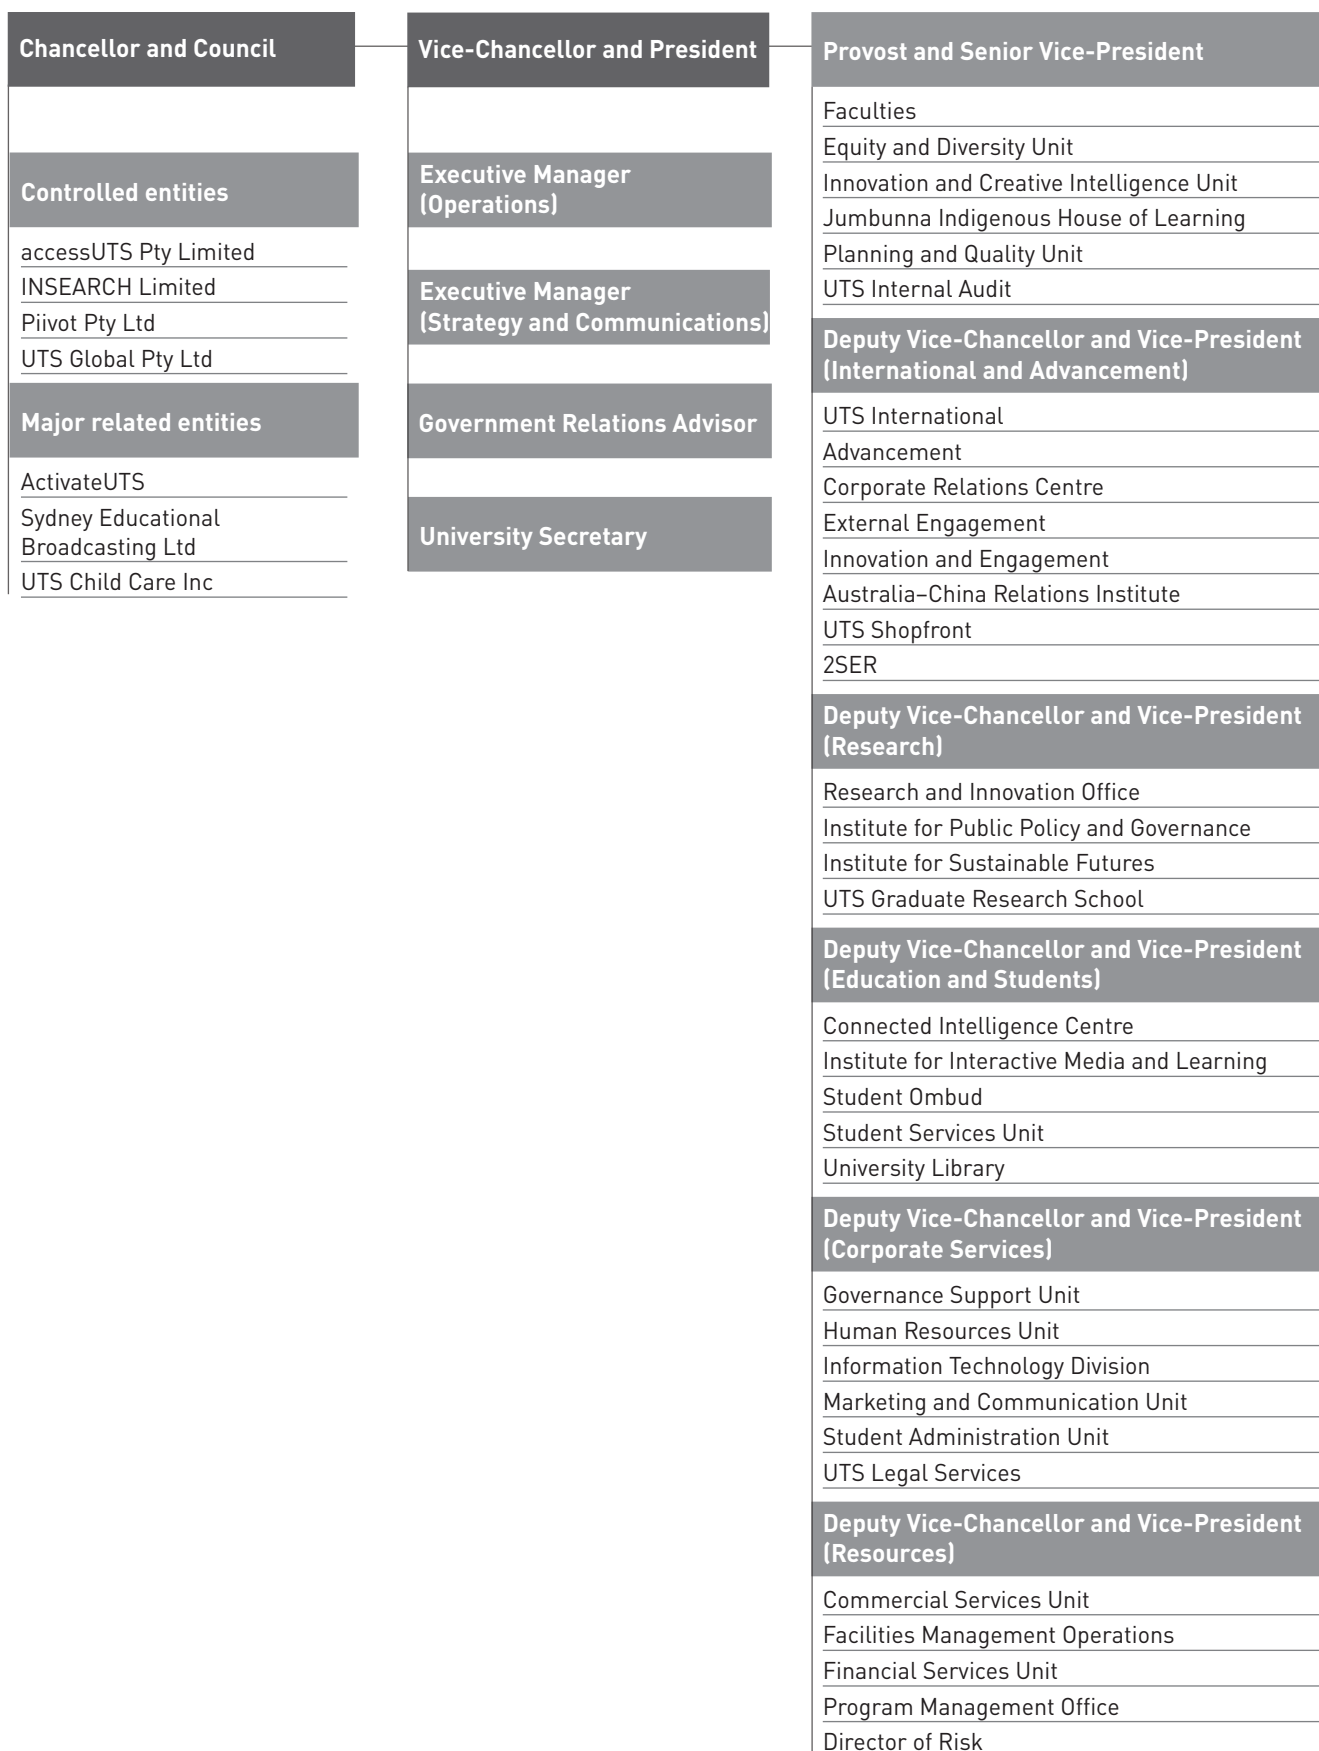 Chancellor and Council
Controlled entities
accessUTS Pty Limited
INSEARCH Limited
Piivot Pty Ltd
UTS Global Pty Ltd
Major related entities
ActivateUTS
Sydney Educational
Broadcasting Ltd
UTS Child Care Inc
Vice-Chancellor and President
Executive Manager
(Operations)
Executive Manager
(Strategy and Communications)
Government Relations Advisor
University Secretary
Provost and Senior Vice-President
Faculties
Equity and Diversity Unit
Innovation and Creative Intelligence Unit
Jumbunna Indigenous House of Learning
Planning and Quality Unit
UTS Internal Audit
Deputy Vice-Chancellor and Vice-President
(International and Advancement)
UTS International
Advancement
Corporate Relations Centre
External Engagement
Innovation and Engagement
Australia–China Relations Institute
UTS Shopfront
2SER
Deputy Vice-Chancellor and Vice-President
(Research)
Research and Innovation Office
Institute for Public Policy and Governance
Institute for Sustainable Futures
UTS Graduate Research School
Deputy Vice-Chancellor and Vice-President
(Education and Students)
Connected Intelligence Centre
Institute for Interactive Media and Learning
Student Ombud
Student Services Unit
University Library
Deputy Vice-Chancellor and Vice-President
(Corporate Services)
Governance Support Unit
Human Resources Unit
Information Technology Division
Marketing and Communication Unit
Student Administration Unit
UTS Legal Services
Deputy Vice-Chancellor and Vice-President
(Resources)
Commercial Services Unit
Facilities Management Operations
Financial Services Unit
Program Management Office
Director of Risk